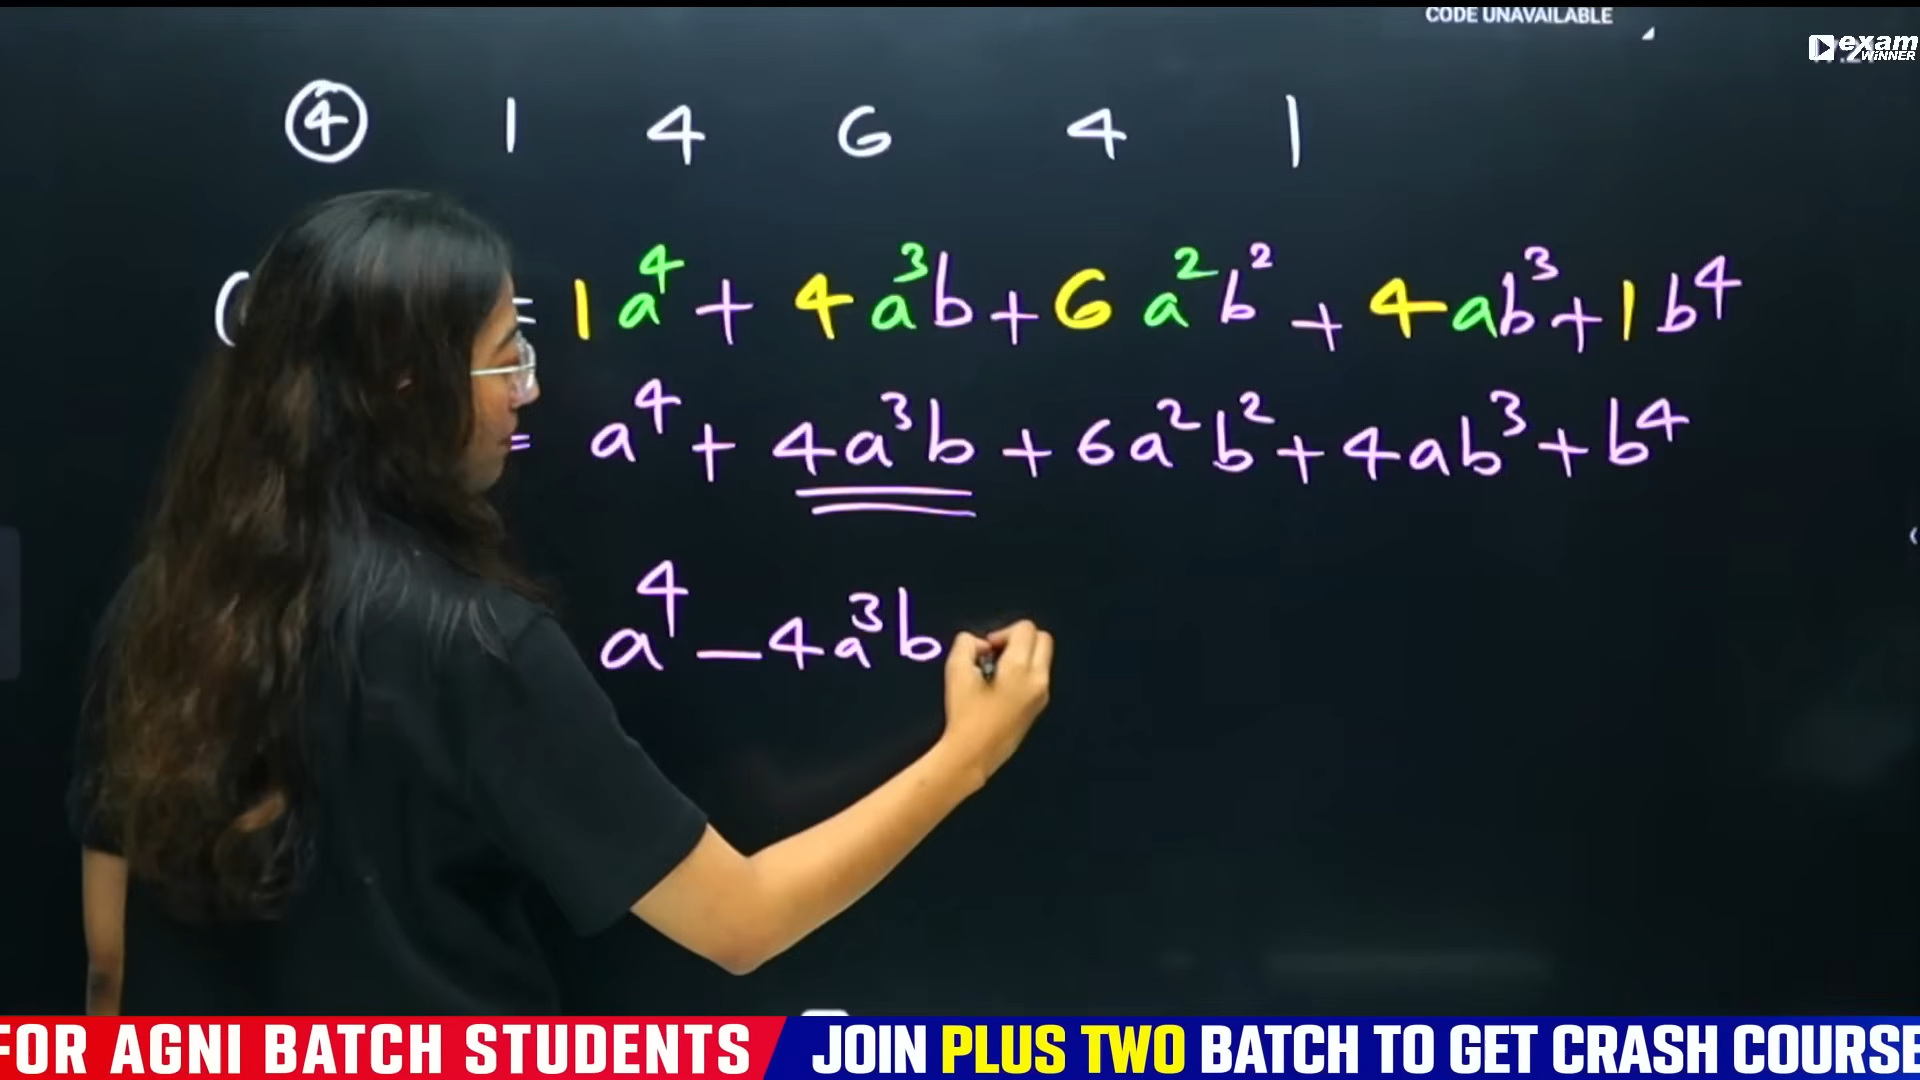 CODE UNAVAILABLE
exam
WINNER
④ 1 4 6 4 1
( = 1a⁴ + 4a³b + 6a²b² + 4ab³ + 1b⁴
= a⁴ + 4a³b + 6a²b² + 4ab³ + b⁴
a⁴ - 4a³b
FOR AGNI BATCH STUDENTS
JOIN PLUS TWO BATCH TO GET CRASH COURSE